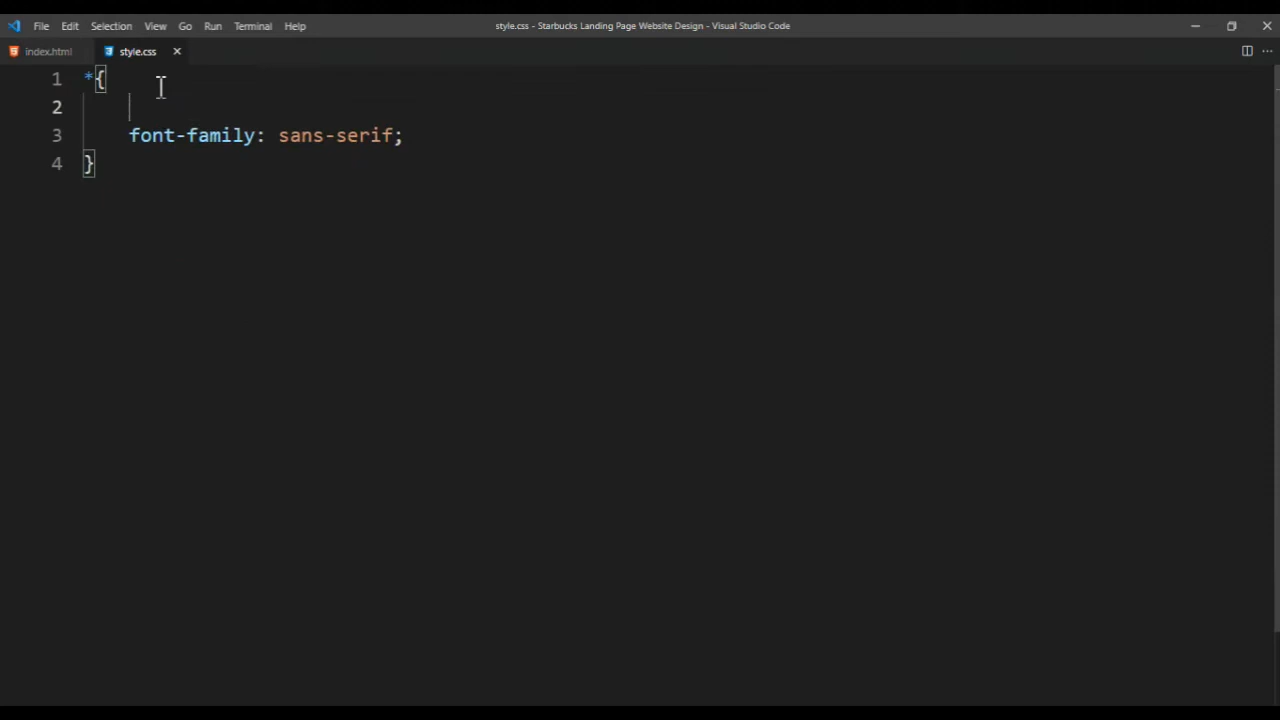 File Edit Selection View Go Run Terminal Help style.css - Starbucks Landing Page Website Design - Visual Studio Code
index.html style.css
1 *{
2
3 font-family: sans-serif;
4 }